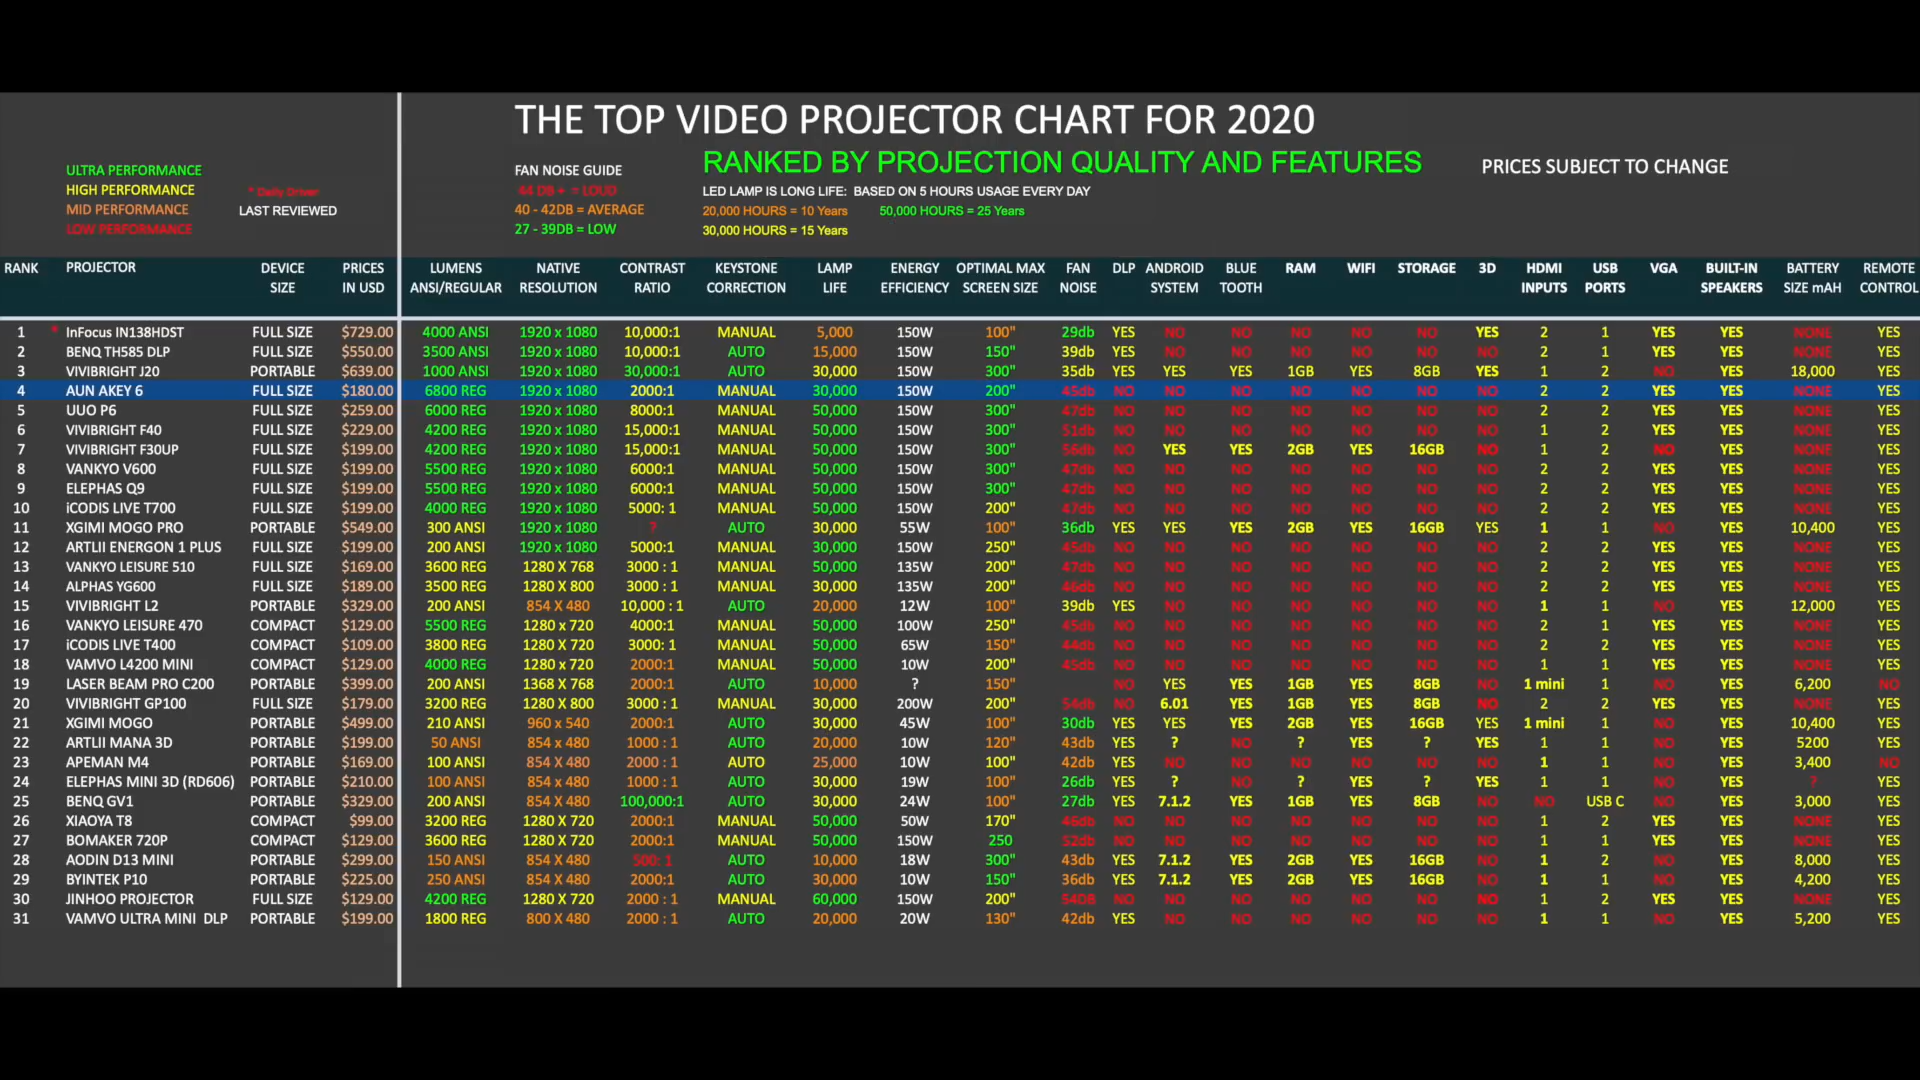 THE TOP VIDEO PROJECTOR CHART FOR 2020
RANKED BY PROJECTION QUALITY AND FEATURES
PRICES SUBJECT TO CHANGE
ULTRA PERFORMANCE
HIGH PERFORMANCE
MID PERFORMANCE
LOW PERFORMANCE
* Daily Driver
LAST REVIEWED
FAN NOISE GUIDE
44 DB + = LOUD
40 - 42DB = AVERAGE
27 - 39DB = LOW
LED LAMP IS LONG LIFE: BASED ON 5 HOURS USAGE EVERY DAY
20,000 HOURS = 10 Years 50,000 HOURS = 25 Years
30,000 HOURS = 15 Years
RANK PROJECTOR DEVICE SIZE PRICES IN USD LUMENS ANSI/REGULAR NATIVE RESOLUTION CONTRAST RATIO KEYSTONE CORRECTION LAMP LIFE ENERGY EFFICIENCY OPTIMAL MAX SCREEN SIZE FAN NOISE DLP ANDROID SYSTEM BLUE TOOTH RAM WIFI STORAGE 3D HDMI INPUTS USB PORTS VGA BUILT-IN SPEAKERS BATTERY SIZE mAH REMOTE CONTROL
1 * InFocus IN138HDST FULL SIZE $729.00 4000 ANSI 1920 x 1080 10,000:1 MANUAL 5,000 150W 100" 29db YES NO NO NO NO NO YES 2 1 YES YES NONE YES
2 BENQ TH585 DLP FULL SIZE $550.00 3500 ANSI 1920 x 1080 10,000:1 AUTO 15,000 150W 150" 39db YES NO NO NO NO NO NO 2 1 YES YES NONE YES
3 VIVIBRIGHT J20 PORTABLE $639.00 1000 ANSI 1920 x 1080 30,000:1 AUTO 30,000 150W 300" 35db YES YES YES 1GB YES 8GB YES 1 2 NO YES 18,000 YES
4 AUN AKEY 6 FULL SIZE $180.00 6800 REG 1920 x 1080 2000:1 MANUAL 30,000 150W 200" 45db NO NO NO NO NO NO NO 2 2 YES YES NONE YES
5 UUO P6 FULL SIZE $259.00 6000 REG 1920 x 1080 8000:1 MANUAL 50,000 150W 300" 47db NO NO NO NO NO NO NO 2 2 YES YES NONE YES
6 VIVIBRIGHT F40 FULL SIZE $229.00 4200 REG 1920 x 1080 15,000:1 MANUAL 50,000 150W 300" 51db NO NO NO NO NO NO NO 1 2 YES YES NONE YES
7 VIVIBRIGHT F30UP FULL SIZE $199.00 4200 REG 1920 x 1080 15,000:1 MANUAL 50,000 150W 300" 56db NO YES YES 2GB YES 16GB NO 1 2 NO YES NONE YES
8 VANKYO V600 FULL SIZE $199.00 5500 REG 1920 x 1080 6000:1 MANUAL 50,000 150W 300" 47db NO NO NO NO NO NO NO 2 2 YES YES NONE YES
9 ELEPHAS Q9 FULL SIZE $199.00 5500 REG 1920 x 1080 6000:1 MANUAL 50,000 150W 300" 47db NO NO NO NO NO NO NO 2 2 YES YES NONE YES
10 iCODIS LIVE T700 FULL SIZE $199.00 4000 REG 1920 x 1080 5000: 1 MANUAL 50,000 150W 200" 47db NO NO NO NO NO NO NO 2 2 YES YES NONE YES
11 XGIMI MOGO PRO PORTABLE $549.00 300 ANSI 1920 x 1080 ? AUTO 30,000 55W 100" 36db YES YES YES 2GB YES 16GB YES 1 1 NO YES 10,400 YES
12 ARTLII ENERGON 1 PLUS FULL SIZE $199.00 200 ANSI 1920 x 1080 5000:1 MANUAL 30,000 150W 250" 45db NO NO NO NO NO NO NO 2 2 YES YES NONE YES
13 VANKYO LEISURE 510 FULL SIZE $169.00 3600 REG 1280 X 768 3000 : 1 MANUAL 50,000 135W 200" 47db NO NO NO NO NO NO NO 2 2 YES YES NONE YES
14 ALPHAS YG600 FULL SIZE $189.00 3500 REG 1280 X 800 3000 : 1 MANUAL 30,000 135W 200" 46db NO NO NO NO NO NO NO 2 2 YES YES NONE YES
15 VIVIBRIGHT L2 PORTABLE $329.00 200 ANSI 854 X 480 10,000 : 1 AUTO 20,000 12W 100" 39db YES NO NO NO NO NO NO 1 1 NO YES 12,000 YES
16 VANKYO LEISURE 470 COMPACT $129.00 5500 REG 1280 x 720 4000:1 MANUAL 50,000 100W 250" 45db NO NO NO NO NO NO NO 2 1 YES YES NONE YES
17 iCODIS LIVE T400 COMPACT $109.00 3800 REG 1280 X 720 3000: 1 MANUAL 50,000 65W 150" 44db NO NO NO NO NO NO NO 2 1 YES YES NONE YES
18 VAMVO L4200 MINI COMPACT $129.00 4000 REG 1280 x 720 2000:1 MANUAL 50,000 10W 200" 45db NO NO NO NO NO NO NO 1 1 YES YES NONE YES
19 LASER BEAM PRO C200 PORTABLE $399.00 200 ANSI 1368 X 768 2000:1 AUTO 10,000 ? 150" NO YES YES 1GB YES 8GB NO 1 mini 1 NO YES 6,200 NO
20 VIVIBRIGHT GP100 FULL SIZE $179.00 3200 REG 1280 X 800 3000 : 1 MANUAL 30,000 200W 200" 54db NO 6.01 YES 1GB YES 8GB NO 2 2 YES YES NONE YES
21 XGIMI MOGO PORTABLE $499.00 210 ANSI 960 x 540 2000:1 AUTO 30,000 45W 100" 30db YES YES YES 2GB YES 16GB YES 1 mini 1 NO YES 10,400 YES
22 ARTLII MANA 3D PORTABLE $199.00 50 ANSI 854 x 480 1000 : 1 AUTO 20,000 10W 120" 43db YES ? NO ? YES ? YES 1 1 NO YES 5200 YES
23 APEMAN M4 PORTABLE $169.00 100 ANSI 854 x 480 2000 : 1 AUTO 25,000 10W 100" 42db YES NO NO NO NO NO NO 1 1 NO YES 3,400 NO
24 ELEPHAS MINI 3D (RD606) PORTABLE $210.00 100 ANSI 854 x 480 1000 : 1 AUTO 30,000 19W 100" 26db YES ? NO ? YES ? YES 1 1 NO YES ? YES
25 BENQ GV1 PORTABLE $329.00 200 ANSI 854 X 480 100,000:1 AUTO 30,000 24W 100" 27db YES 7.1.2 YES 1GB YES 8GB NO NO USB C NO YES 3,000 YES
26 XIAOYA T8 COMPACT $99.00 3200 REG 1280 X 720 2000:1 MANUAL 50,000 50W 170" 46db NO NO NO NO NO NO NO 1 2 YES YES NONE YES
27 BOMAKER 720P COMPACT $129.00 3600 REG 1280 X 720 2000:1 MANUAL 50,000 150W 250 52db NO NO NO NO NO NO NO 1 1 YES YES NONE YES
28 AODIN D13 MINI PORTABLE $299.00 150 ANSI 854 X 480 500: 1 AUTO 10,000 18W 300" 43db YES 7.1.2 YES 2GB YES 16GB NO 1 2 NO YES 8,000 YES
29 BYINTEK P10 PORTABLE $225.00 250 ANSI 854 X 480 2000:1 AUTO 30,000 10W 150" 36db YES 7.1.2 YES 2GB YES 16GB NO 1 1 NO YES 4,200 YES
30 JINHOO PROJECTOR FULL SIZE $129.00 4200 REG 1280 X 720 2000 : 1 MANUAL 60,000 150W 200" 54DB NO NO NO NO NO NO NO 1 2 YES YES NONE YES
31 VAMVO ULTRA MINI DLP PORTABLE $199.00 1800 REG 800 X 480 2000 : 1 AUTO 20,000 20W 130" 42db YES NO NO NO NO NO NO 1 1 NO YES 5,200 YES